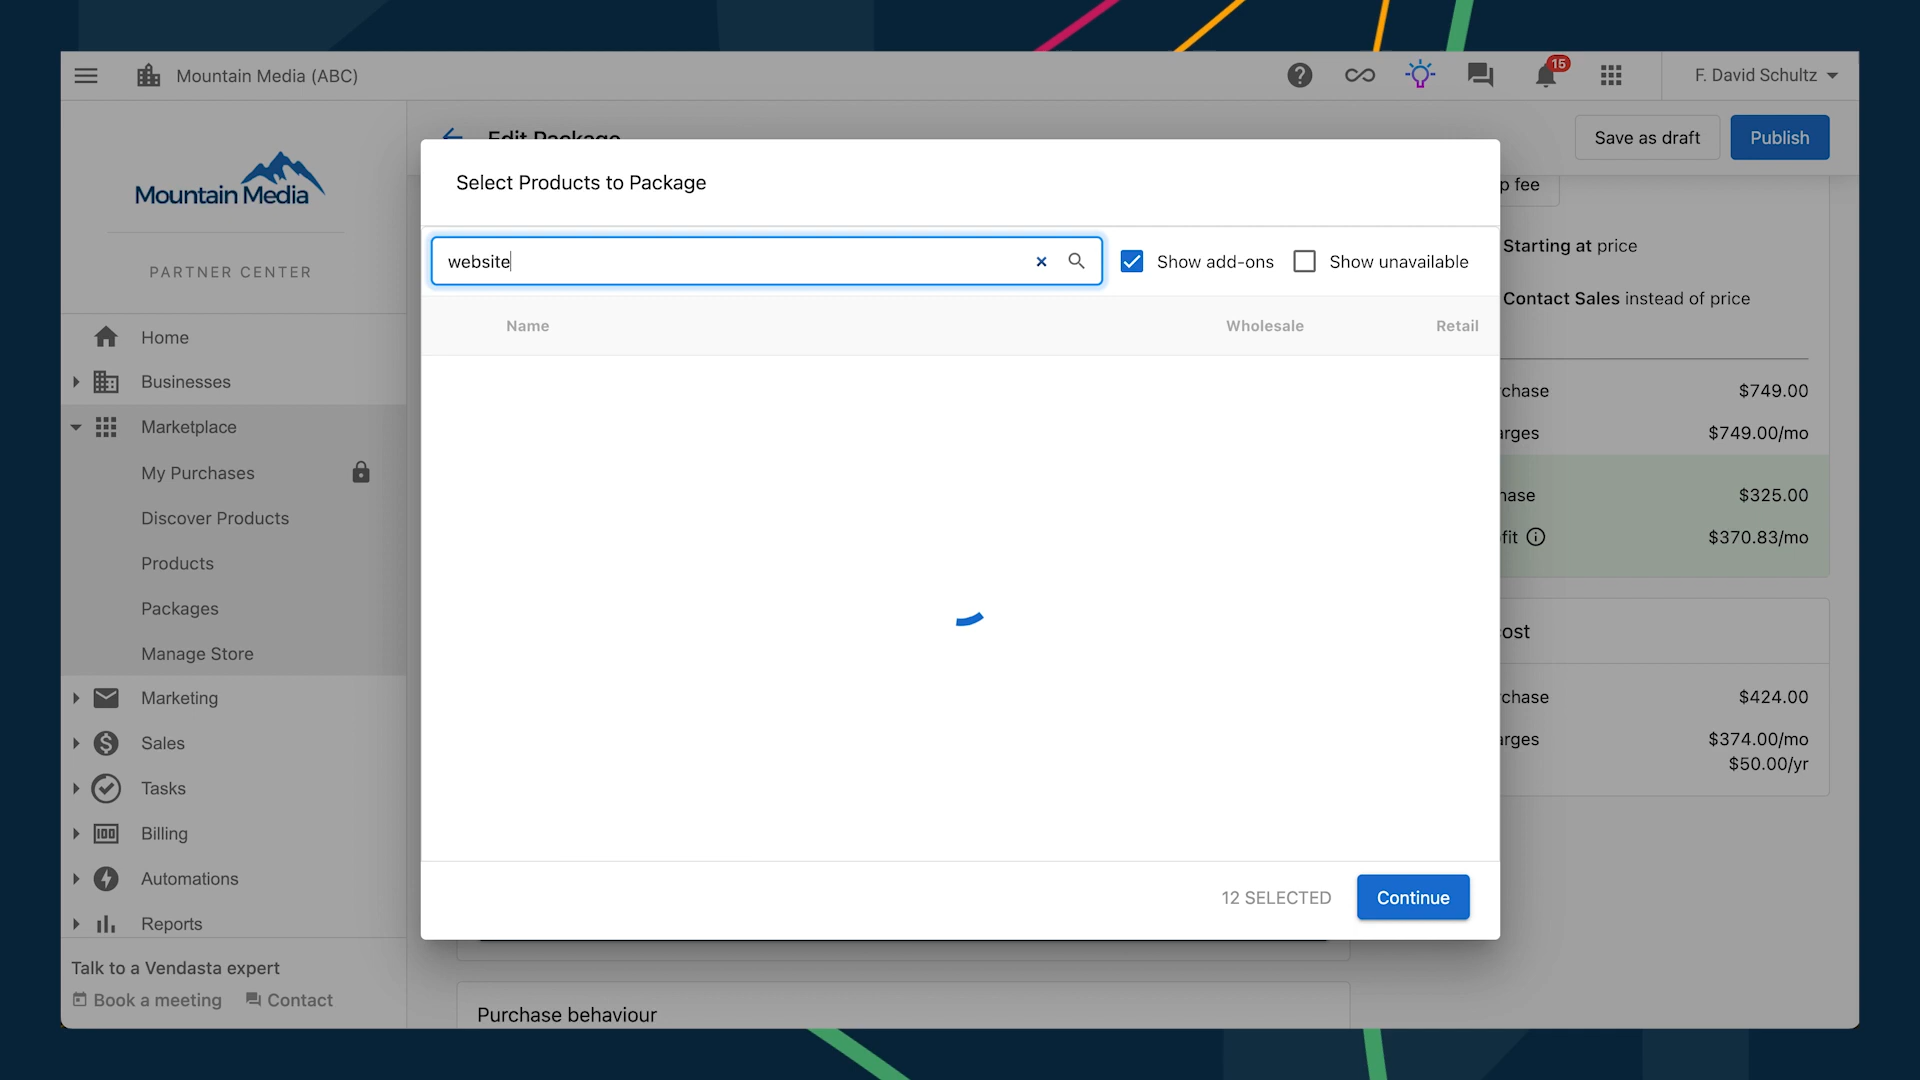 Mountain Media (ABC)
15
F. David Schultz
Mountain Media
PARTNER CENTER
Home
Businesses
Marketplace
My Purchases
Discover Products
Products
Packages
Manage Store
Marketing
Sales
Tasks
Billing
Automations
Reports
Talk to a Vendasta expert
Book a meeting
Contact
Edit Package
Save as draft
Publish
Select Products to Package
website
Show add-ons
Show unavailable
Name
Wholesale
Retail
12 SELECTED
Continue
p fee
Starting at price
Contact Sales instead of price
chase $749.00
arges $749.00/mo
hase $325.00
fit $370.83/mo
ost
chase $424.00
arges $374.00/mo
$50.00/yr
Purchase behaviour